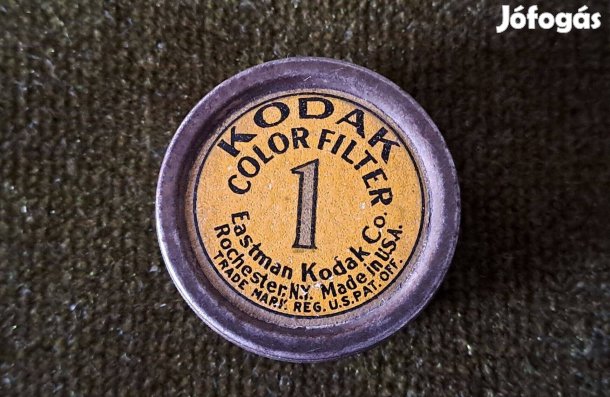 Jófogás
KODAK
COLOR FILTER
1
Eastman Kodak Co.
Rochester, N.Y. Made in U.S.A.
TRADE MARK REG. U.S. PAT. OFF.